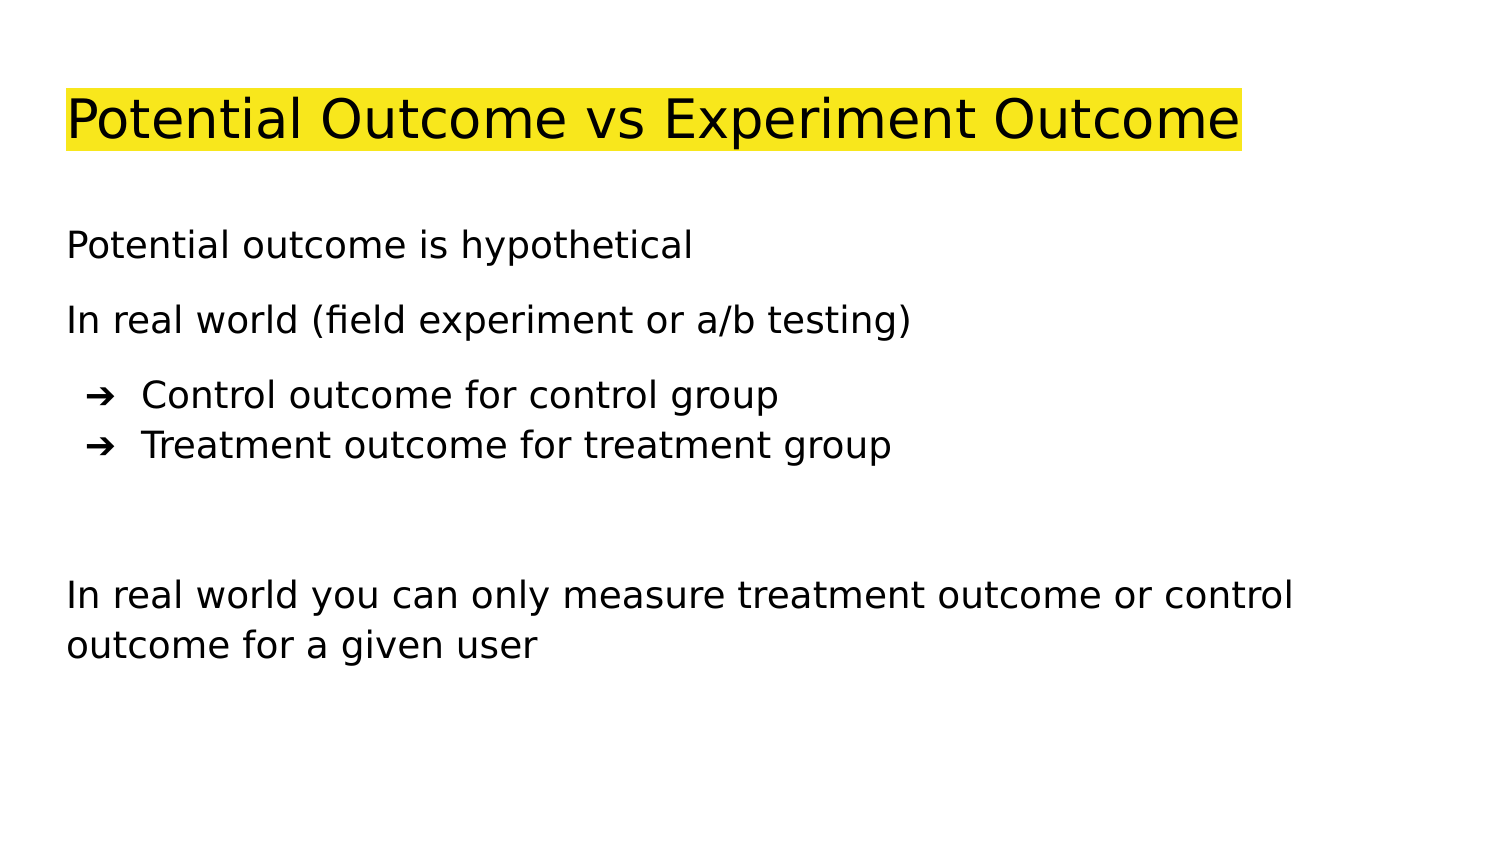 Potential Outcome vs Experiment Outcome
Potential outcome is hypothetical
In real world (field experiment or a/b testing)
➔ Control outcome for control group
➔ Treatment outcome for treatment group
In real world you can only measure treatment outcome or control
outcome for a given user